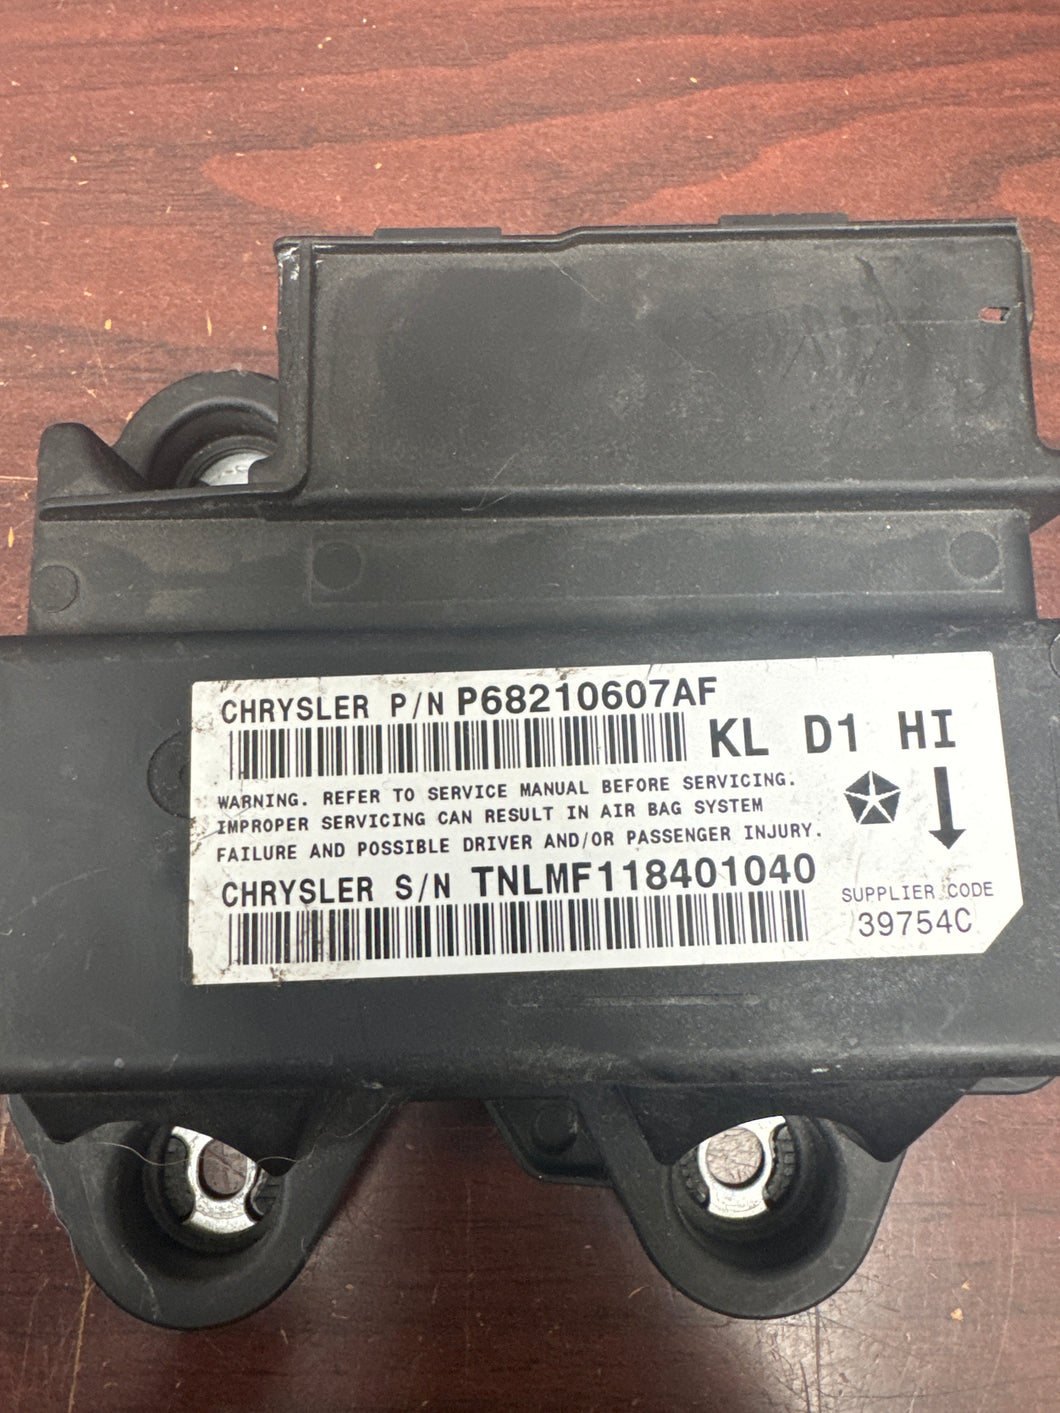 CHRYSLER P/N P68210607AF
KL D1 HI
WARNING. REFER TO SERVICE MANUAL BEFORE SERVICING.
IMPROPER SERVICING CAN RESULT IN AIR BAG SYSTEM
FAILURE AND POSSIBLE DRIVER AND/OR PASSENGER INJURY.
CHRYSLER S/N TNLMF118401040
SUPPLIER CODE
39754C